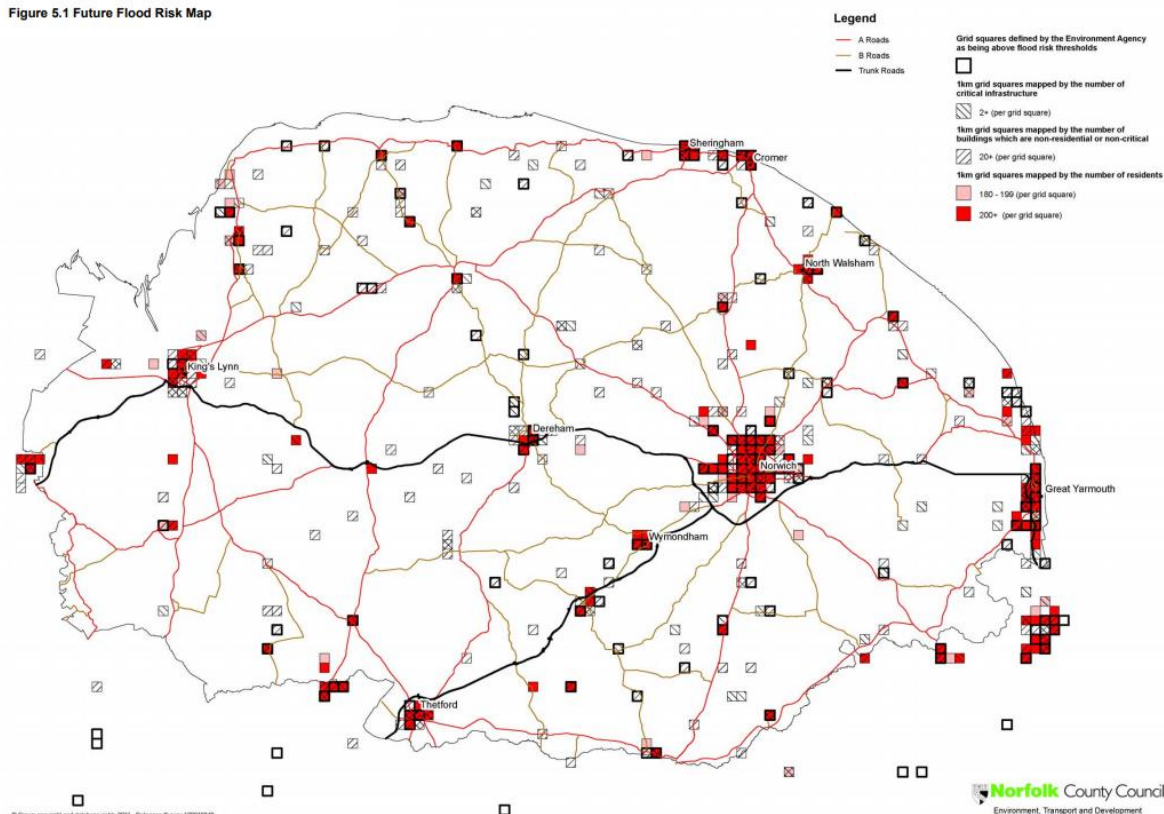 Figure 5.1 Future Flood Risk Map
Legend
A Roads
B Roads
Trunk Roads
Grid squares defined by the Environment Agency
as being above flood risk thresholds
1km grid squares mapped by the number of
critical infrastructure
2+ (per grid square)
1km grid squares mapped by the number of
buildings which are non-residential or non-critical
20+ (per grid square)
1km grid squares mapped by the number of residents
180 - 199 (per grid square)
200+ (per grid square)
Sheringham
Cromer
North Walsham
King's Lynn
Dereham
Norwich
Great Yarmouth
Wymondham
Thetford
Norfolk County Council
Environment, Transport and Development